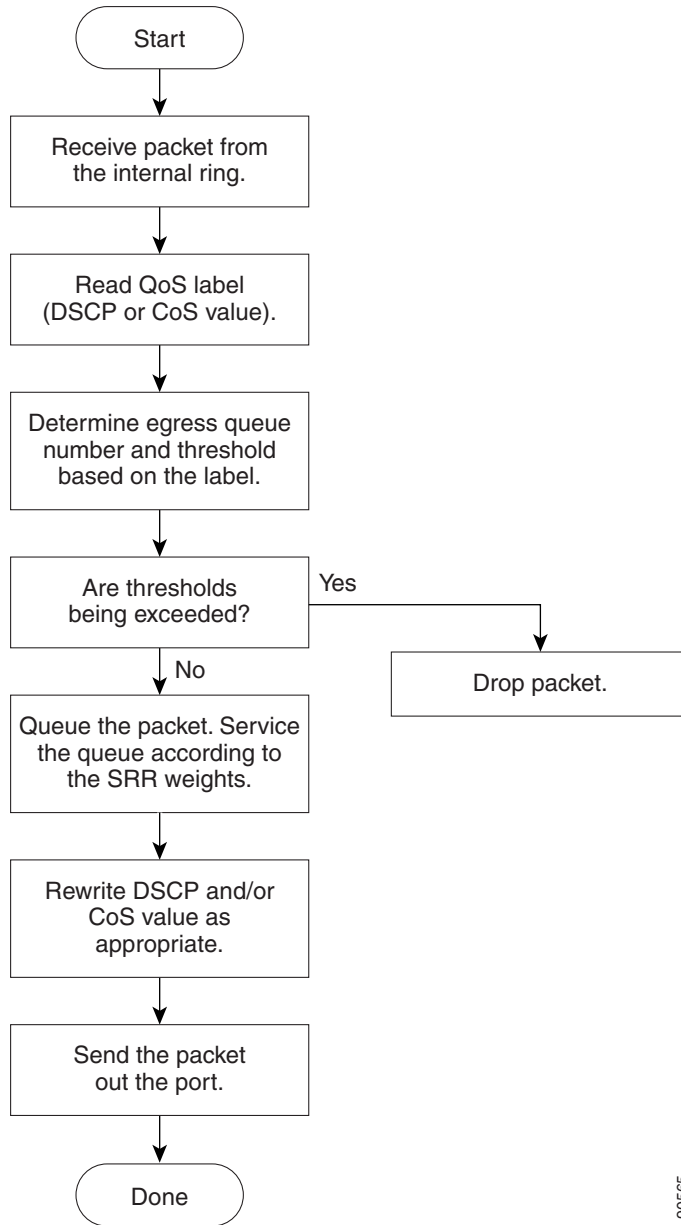 Start
Receive packet from
the internal ring.
Read QoS label
(DSCP or CoS value).
Determine egress queue
number and threshold
based on the label.
Are thresholds
being exceeded?
Yes
No
Drop packet.
Queue the packet. Service
the queue according to
the SRR weights.
Rewrite DSCP and/or
CoS value as
appropriate.
Send the packet
out the port.
Done